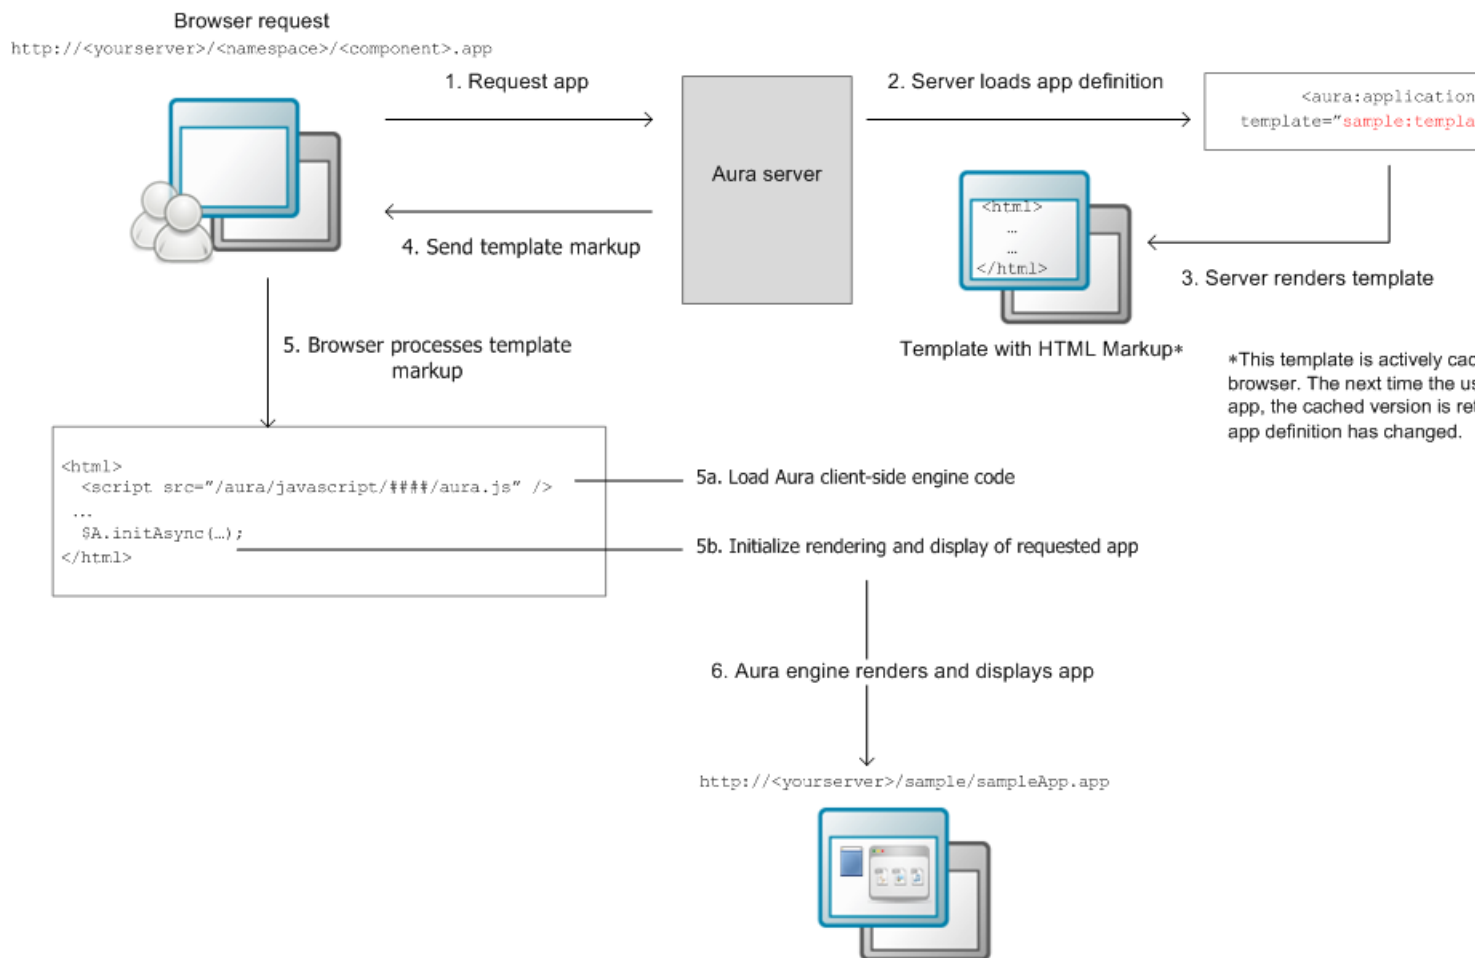 Browser request
http://<yourserver>/<namespace>/<component>.app
1. Request app
2. Server loads app definition
<aura:application
template=”sample:templa
Aura server
<html>
...
...
</html>
4. Send template markup
3. Server renders template
Template with HTML Markup*
5. Browser processes template
markup
*This template is actively
browser. The next time the
app, the cached version is
app definition has changed.
<html>
<script src=”/aura/javascript/####/aura.js” />
...
$A.initAsync(…);
</html>
5a. Load Aura client-side engine code
5b. Initialize rendering and display of requested app
6. Aura engine renders and displays app
http://<yourserver>/sample/sampleApp.app